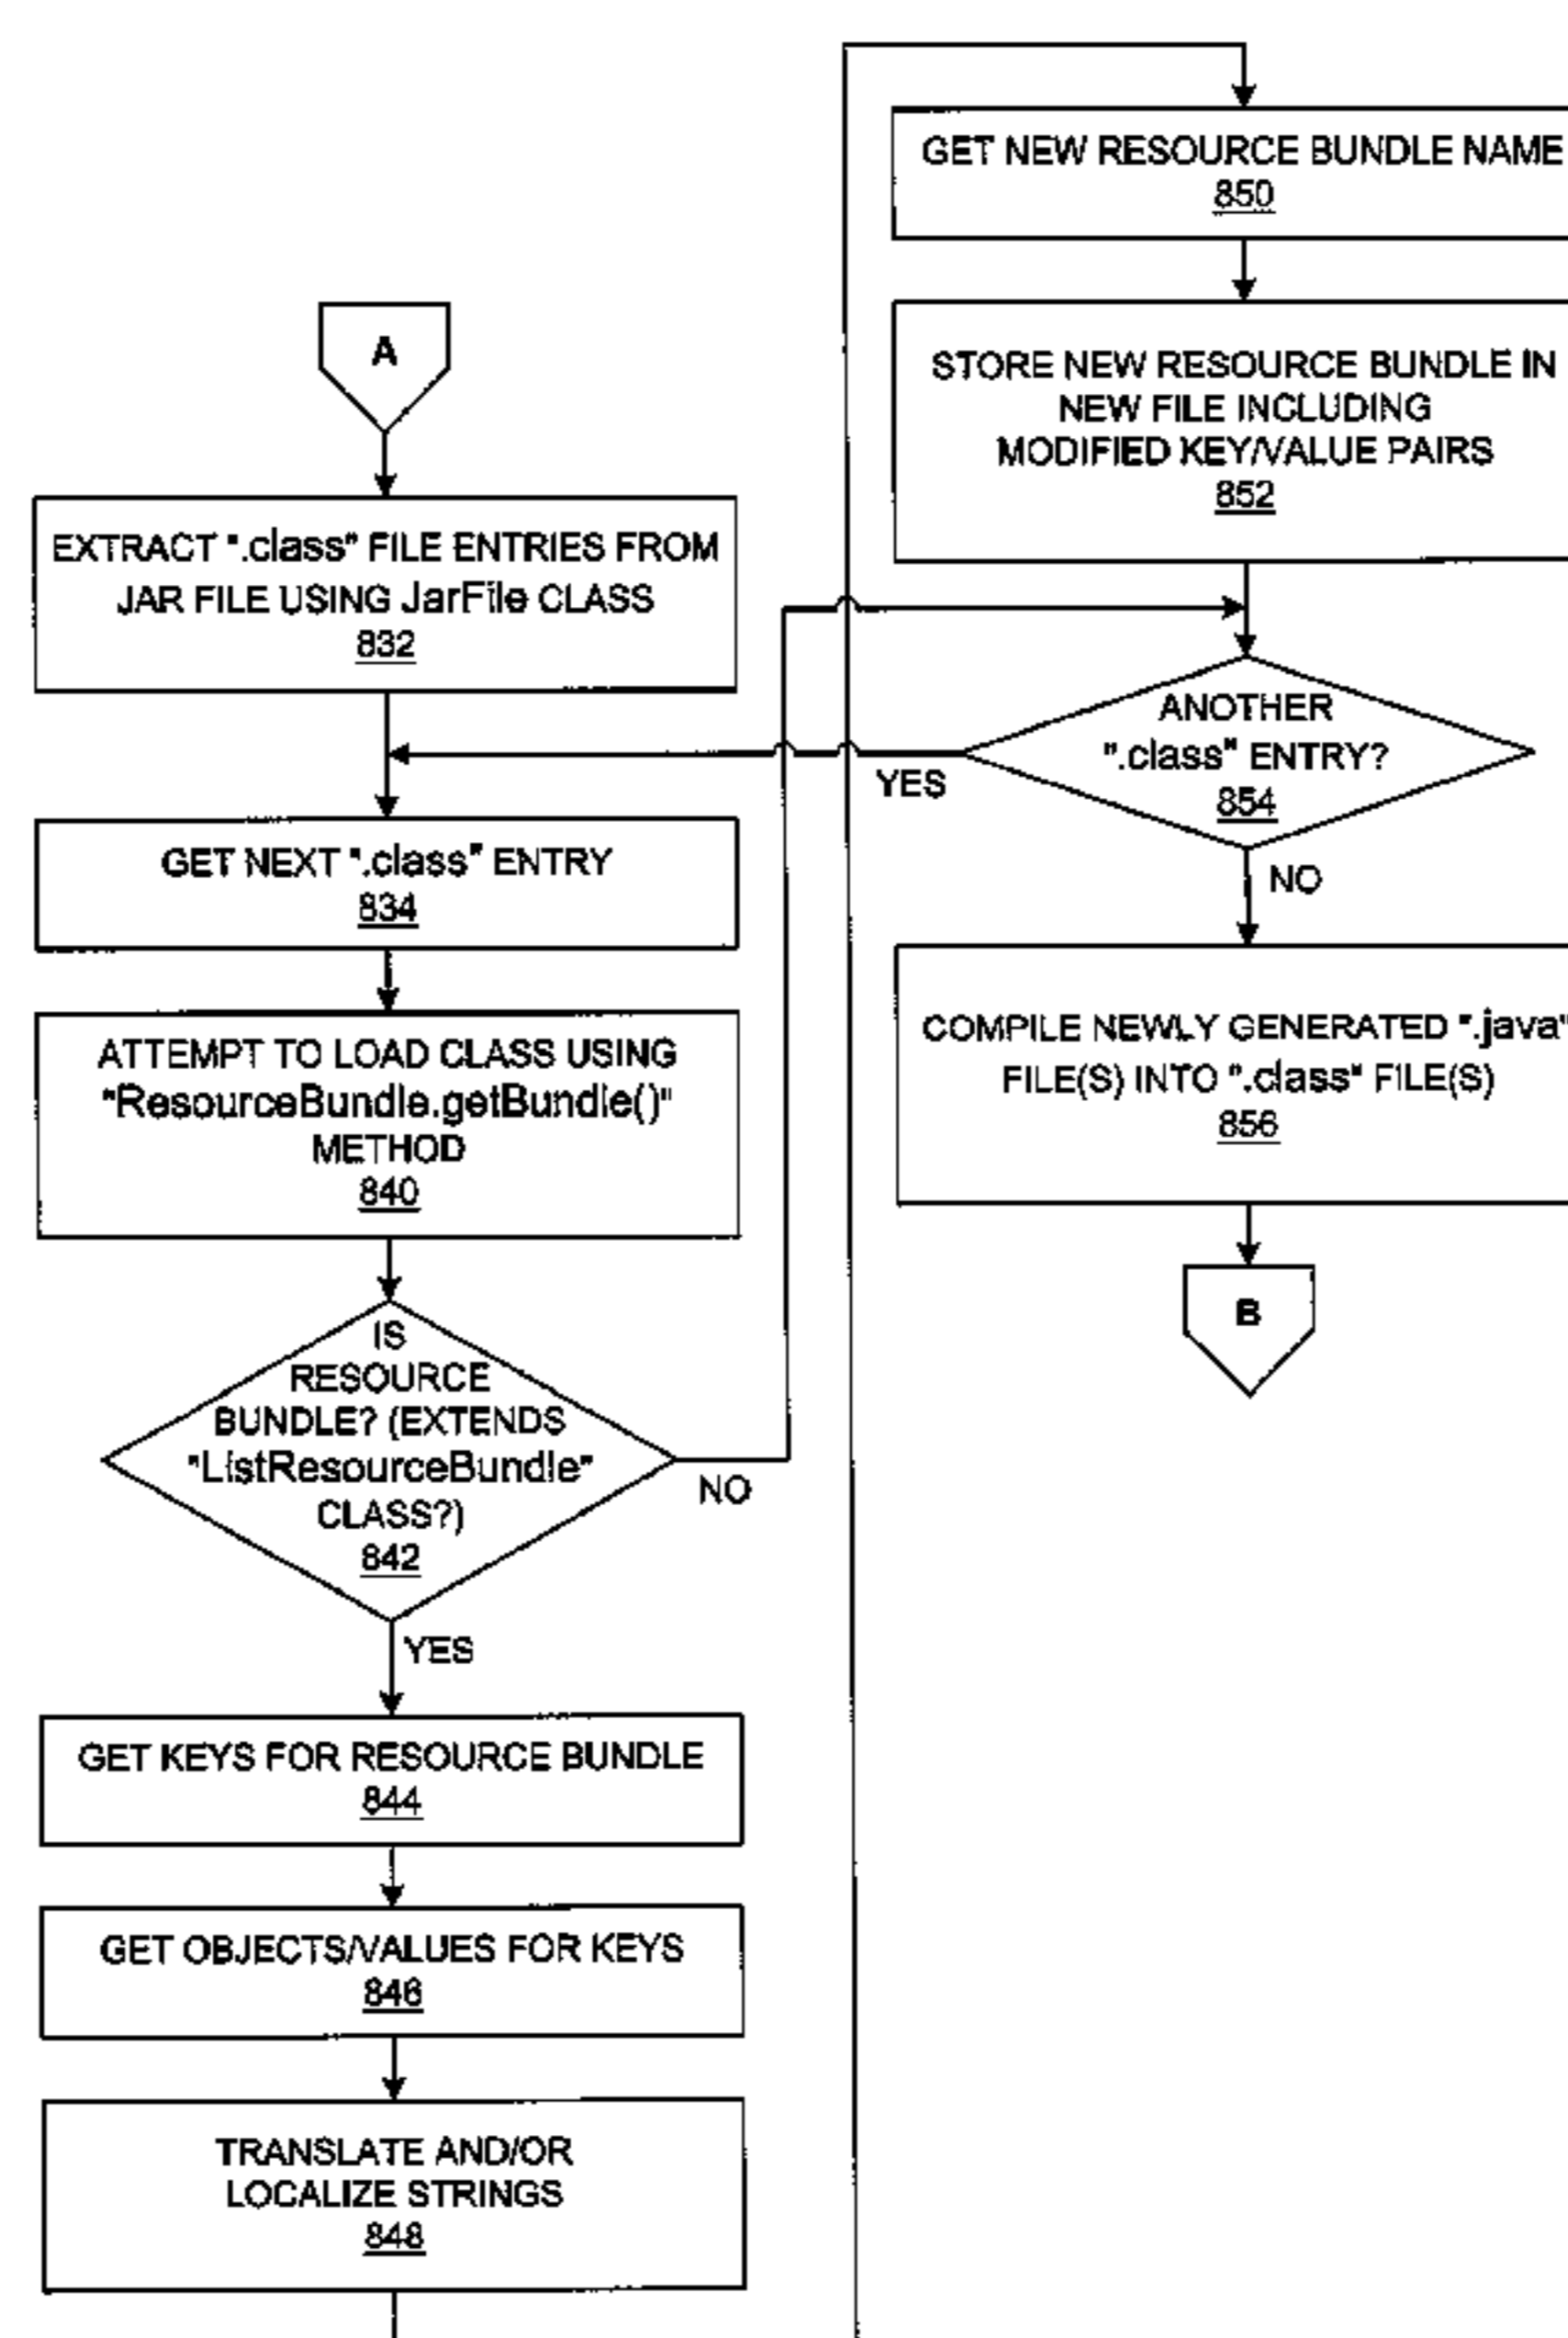 A
EXTRACT ".class" FILE ENTRIES FROM
JAR FILE USING JarFile CLASS
832
GET NEXT ".class" ENTRY
834
ATTEMPT TO LOAD CLASS USING
"ResourceBundle.getBundle()"
METHOD
840
IS
RESOURCE
BUNDLE? (EXTENDS
"ListResourceBundle"
CLASS?)
842
NO
YES
GET KEYS FOR RESOURCE BUNDLE
844
GET OBJECTS/VALUES FOR KEYS
846
TRANSLATE AND/OR
LOCALIZE STRINGS
848
GET NEW RESOURCE BUNDLE NAME
850
STORE NEW RESOURCE BUNDLE IN
NEW FILE INCLUDING
MODIFIED KEY/VALUE PAIRS
852
ANOTHER
".class" ENTRY?
854
YES
NO
COMPILE NEWLY GENERATED ".java"
FILE(S) INTO ".class" FILE(S)
856
B